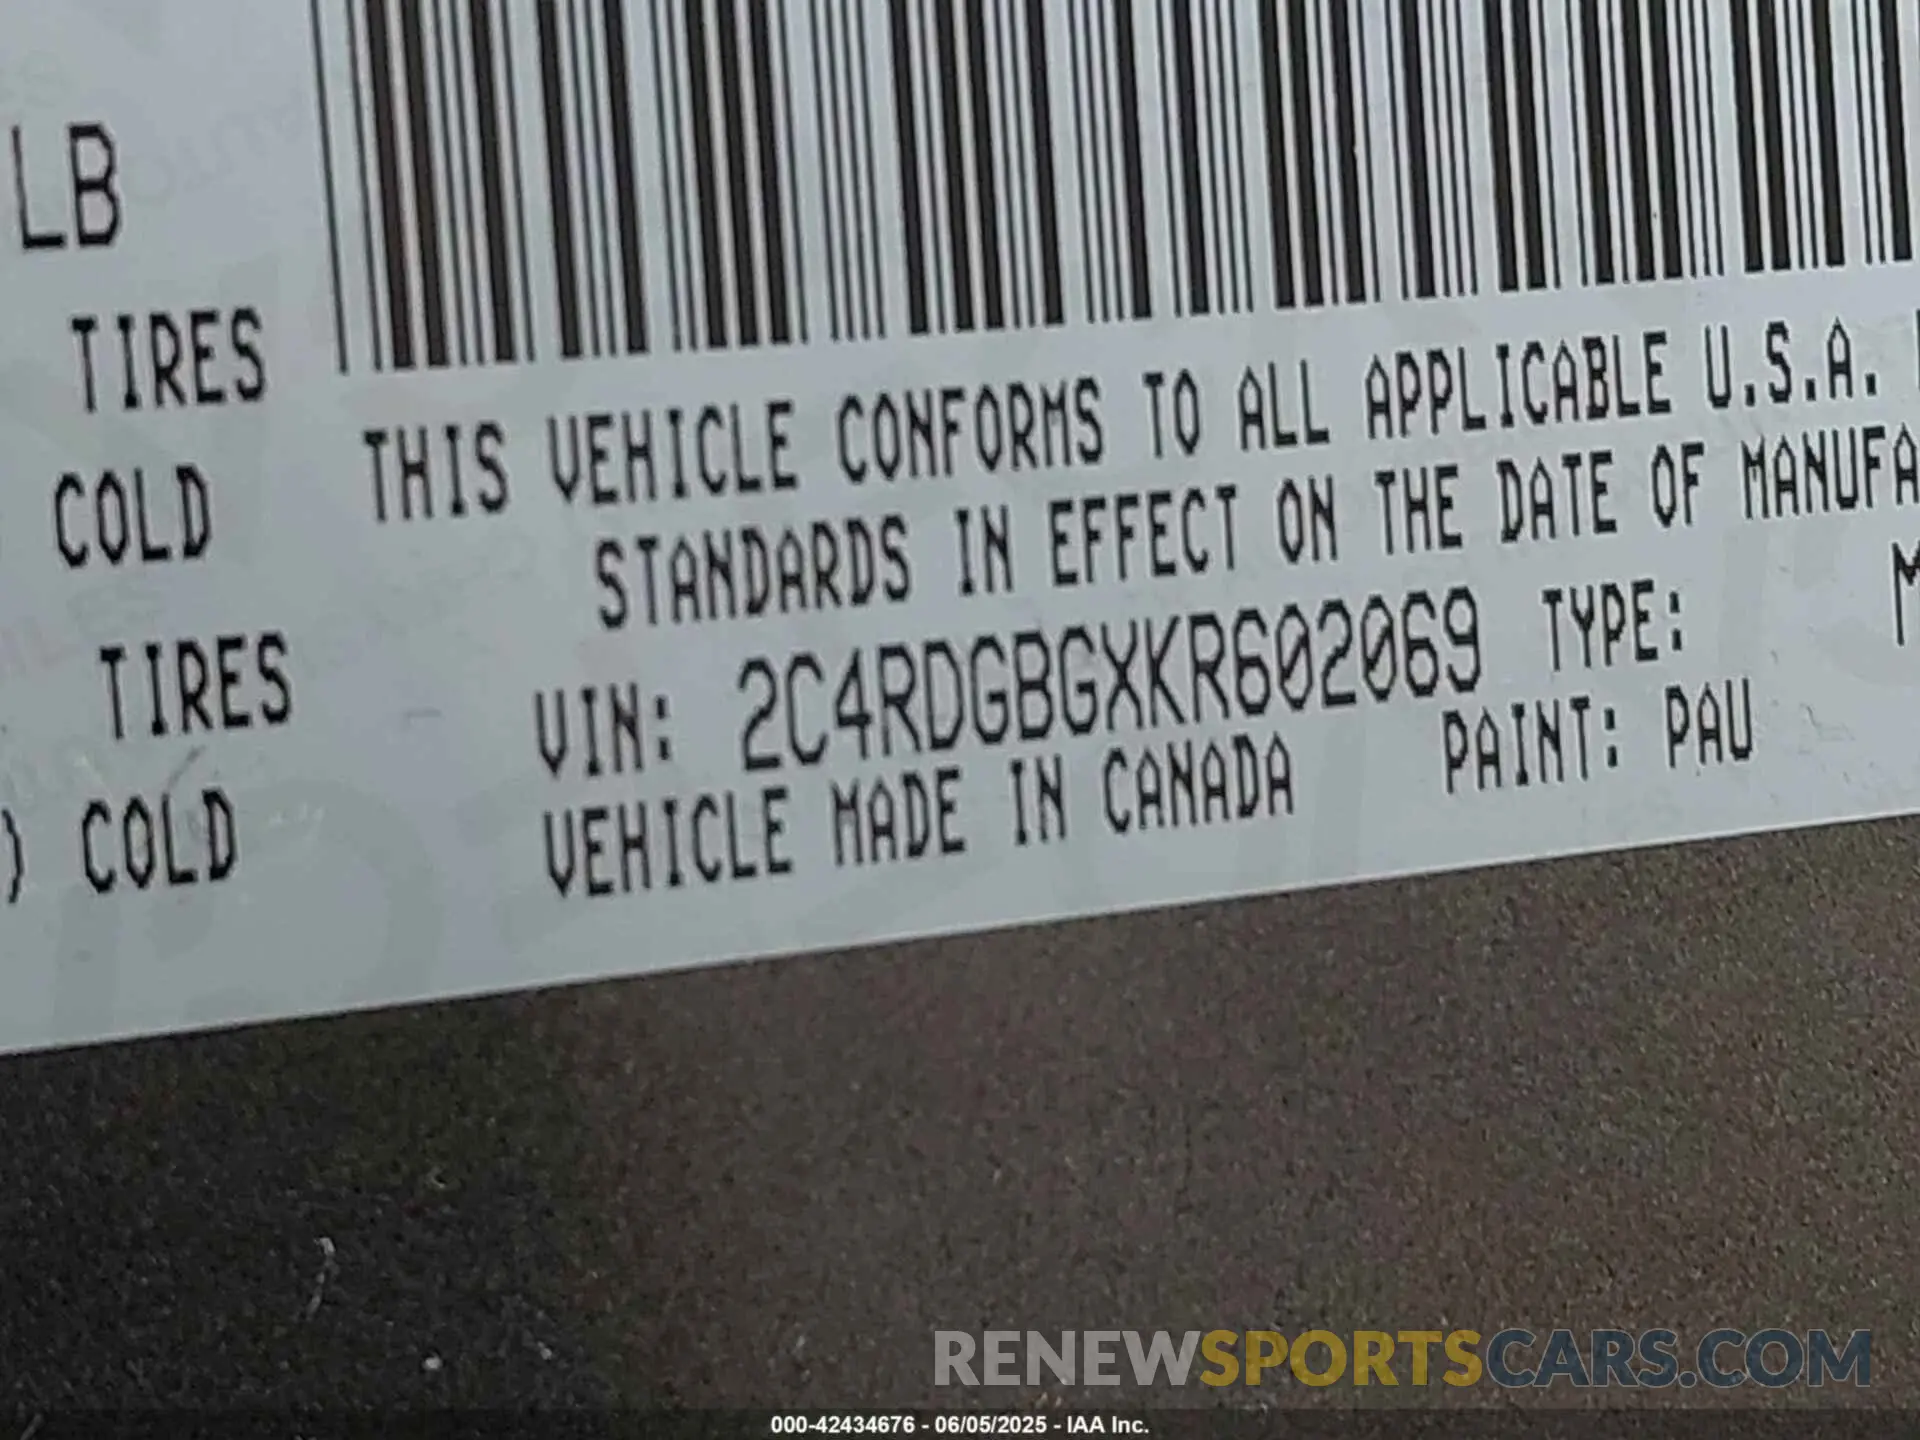 LB
TIRES
COLD
TIRES
) COLD
THIS VEHICLE CONFORMS TO ALL APPLICABLE U.S.A.
STANDARDS IN EFFECT ON THE DATE OF MANUFA
VIN: 2C4RDGBGXKR602069 TYPE: M
VEHICLE MADE IN CANADA PAINT: PAU
RENEWSPORTSCARS.COM
000-42434676 - 06/05/2025 - IAA Inc.